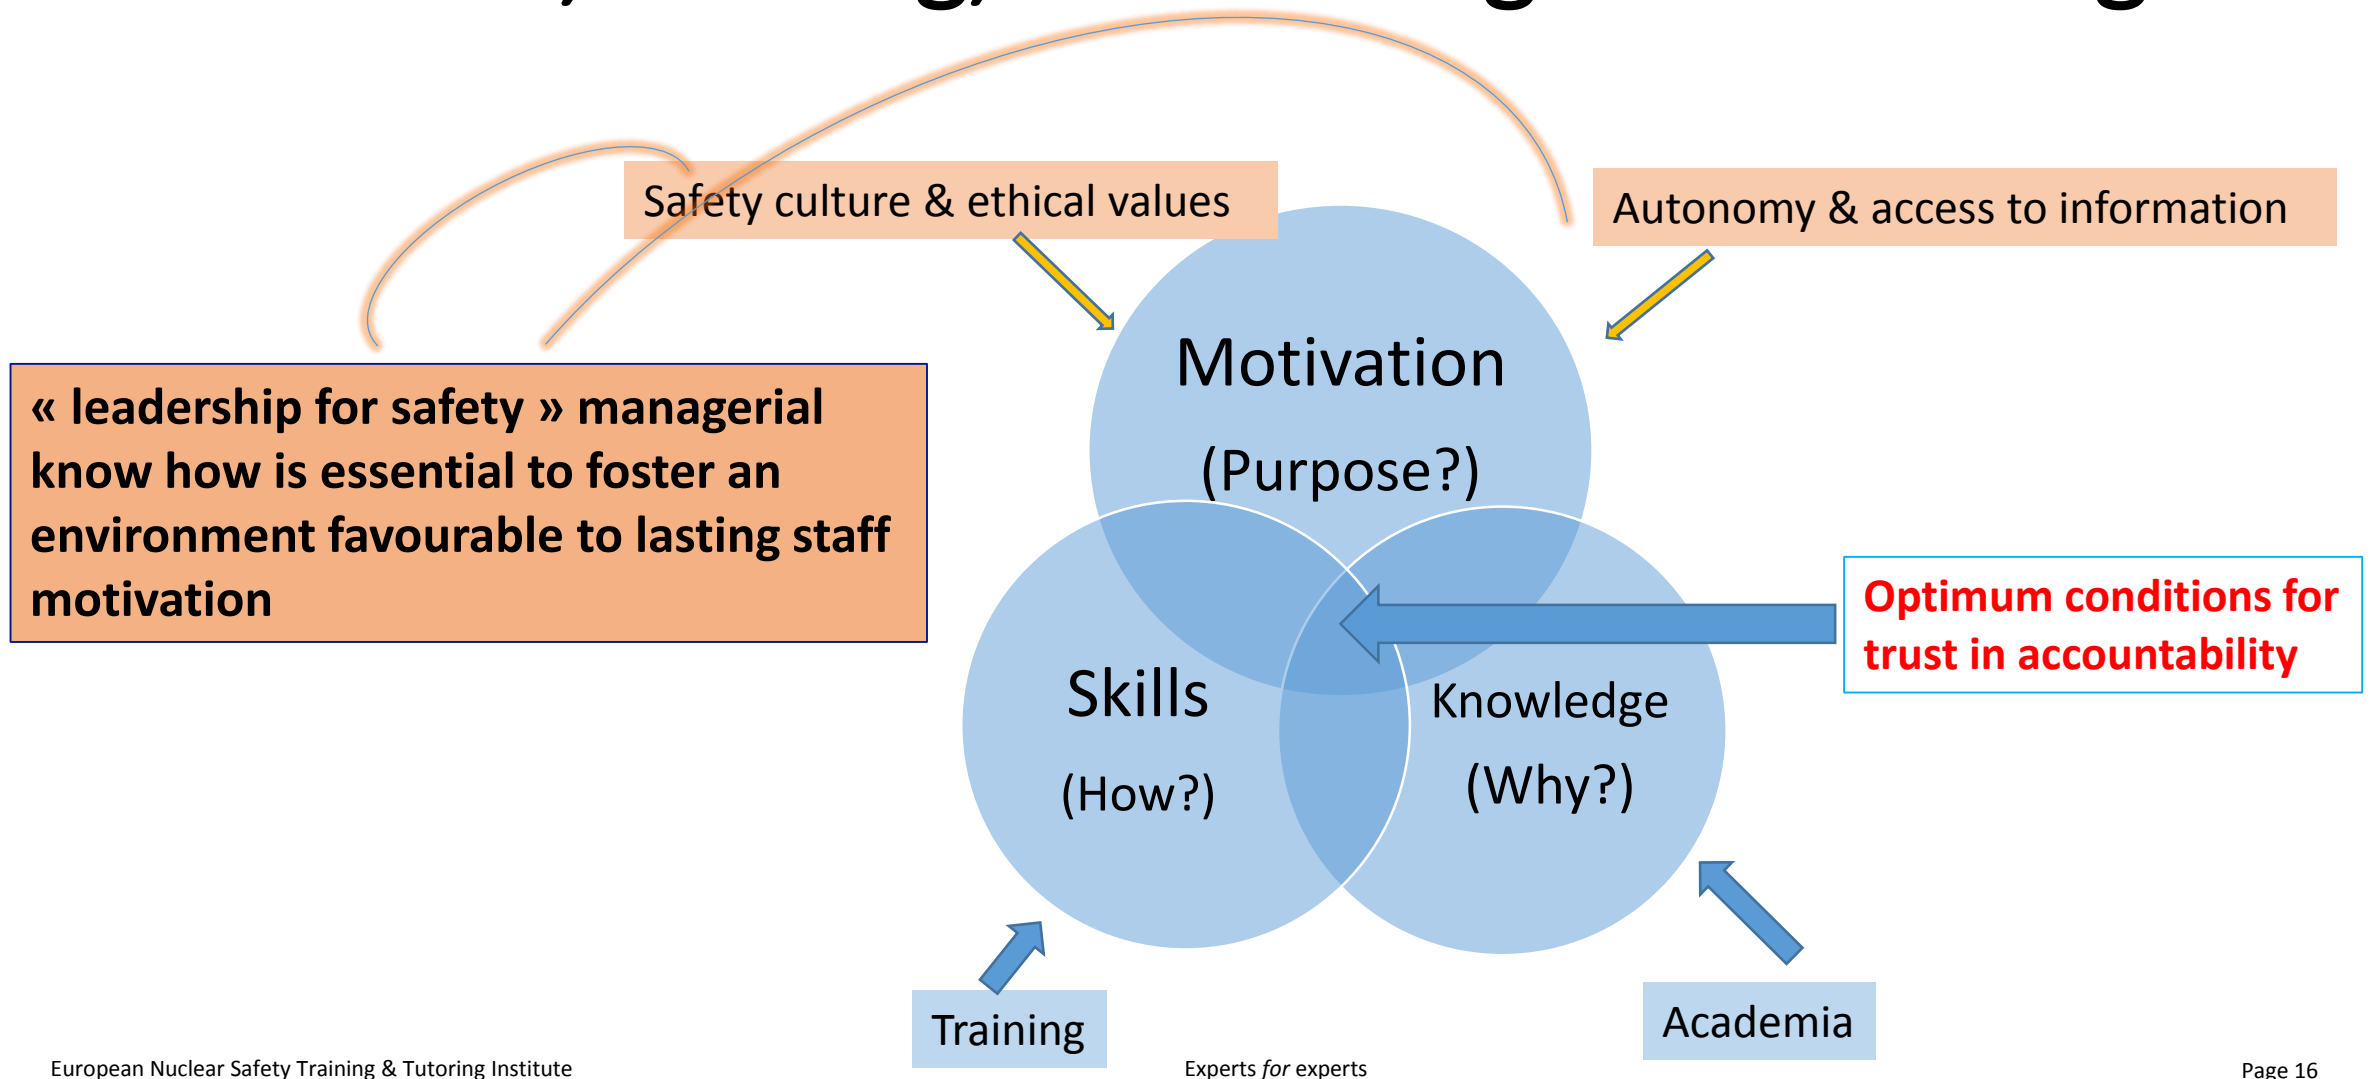 Safety culture & ethical values
Autonomy & access to information
Motivation
(Purpose?)
« leadership for safety » managerial
know how is essential to foster an
environment favourable to lasting staff
motivation
Optimum conditions for
trust in accountability
Skills
(How?)
Knowledge
(Why?)
Training
Academia
European Nuclear Safety Training & Tutoring Institute
Experts for experts
Page 16